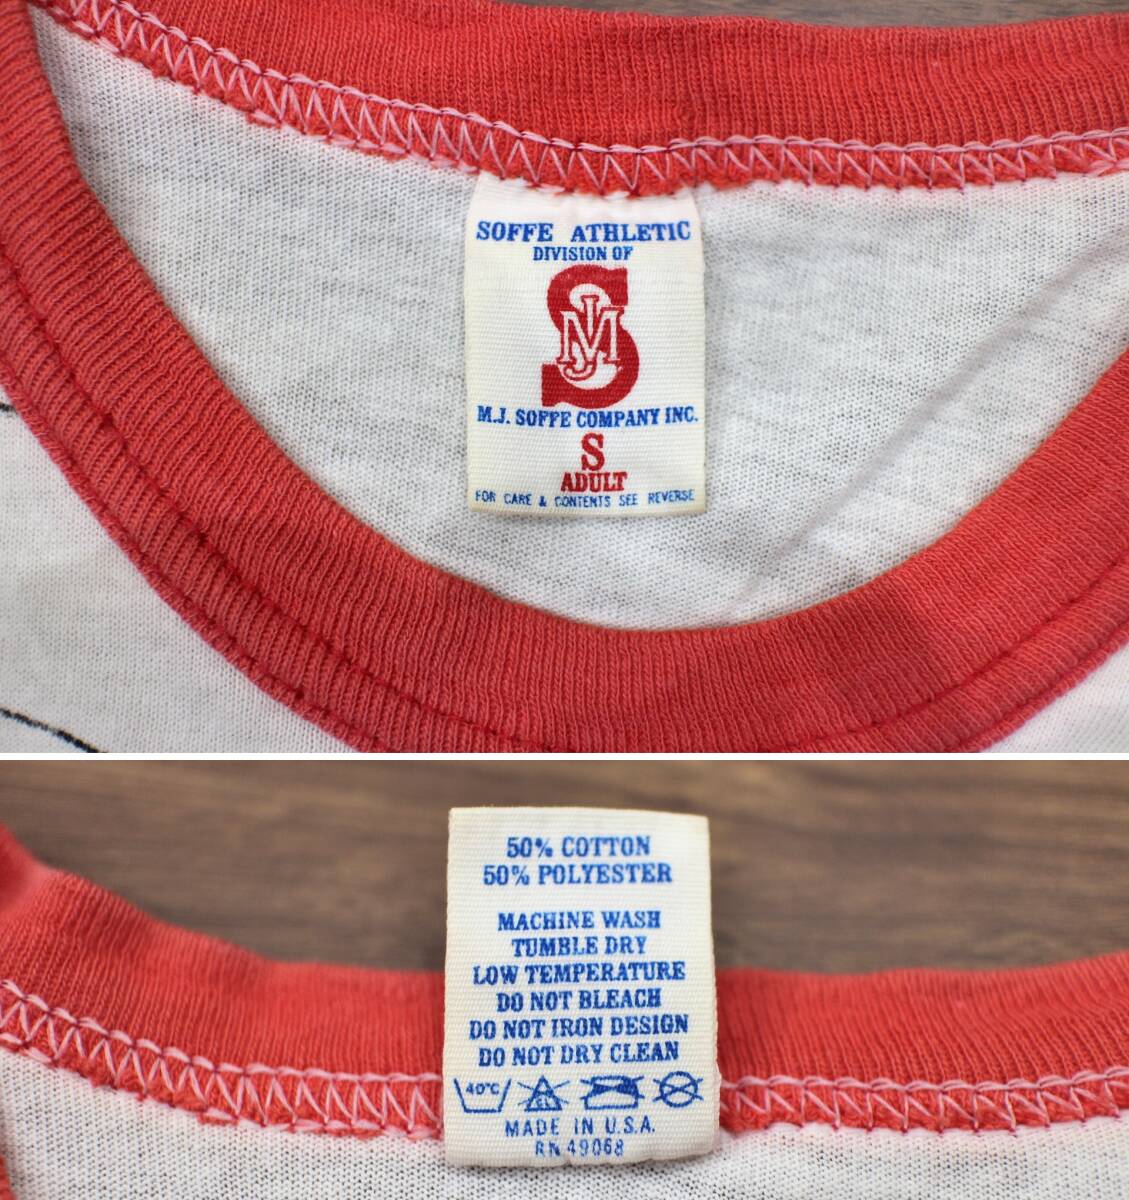 SOFFE ATHLETIC
DIVISION OF
S MJ
M.J. SOFFE COMPANY INC.
S
ADULT
FOR CARE & CONTENTS SEE REVERSE
50% COTTON
50% POLYESTER
MACHINE WASH
TUMBLE DRY
LOW TEMPERATURE
DO NOT BLEACH
DO NOT IRON DESIGN
DO NOT DRY CLEAN
40°C CL
MADE IN U.S.A.
RN 49068